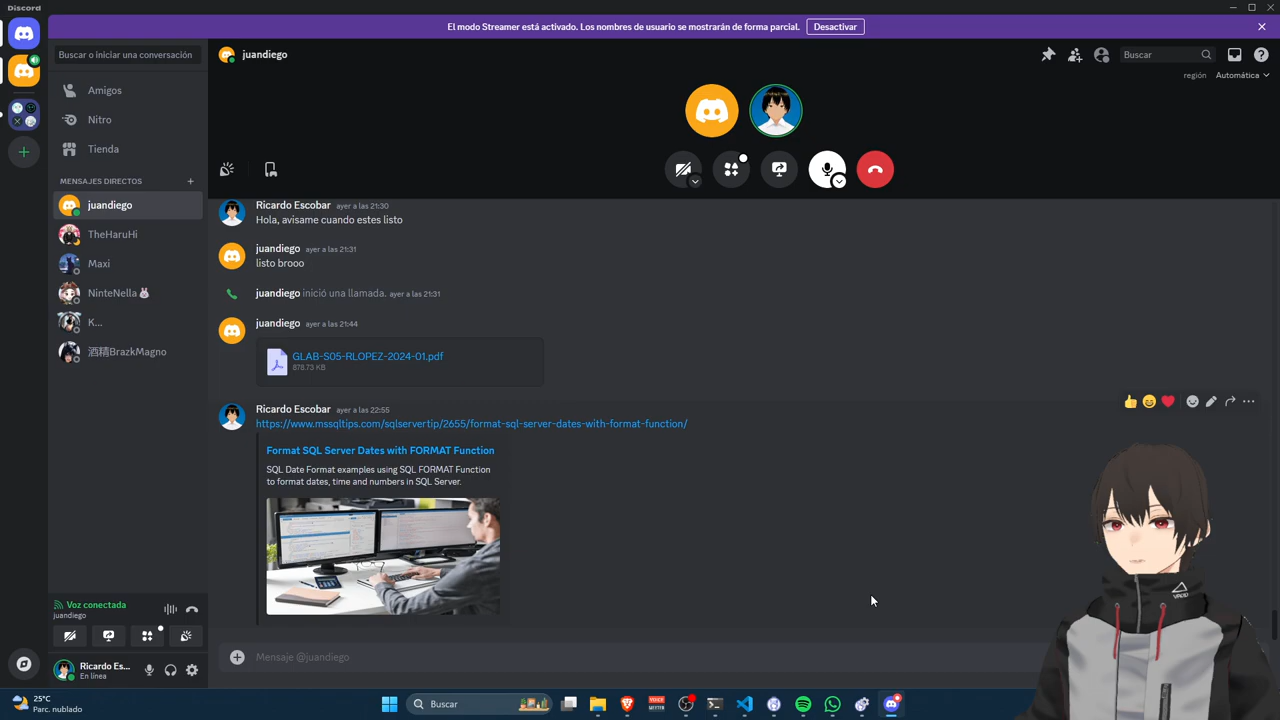 Discord
El modo Streamer está activado. Los nombres de usuario se mostrarán de forma parcial.
Desactivar
Buscar o iniciar una conversación
juandiego
Buscar
región
Automática
Amigos
Nitro
Tienda
MENSAJES DIRECTOS
juandiego
TheHaruHi
Maxi
NinteNella🐰
K...
酒精BrazkMagno
Ricardo Escobar ayer a las 21:30
Hola, avisame cuando estes listo
juandiego ayer a las 21:31
listo brooo
juandiego inició una llamada. ayer a las 21:31
juandiego ayer a las 21:44
GLAB-S05-RLOPEZ-2024-01.pdf
878.73 KB
Ricardo Escobar ayer a las 22:55
https://www.mssqltips.com/sqlservertip/2655/format-sql-server-dates-with-format-function/
Format SQL Server Dates with FORMAT Function
SQL Date Format examples using SQL FORMAT Function
to format dates, time and numbers in SQL Server.
Voz conectada
juandiego
Ricardo Es...
En línea
Mensaje @juandiego
25°C
Parc. nublado
Buscar